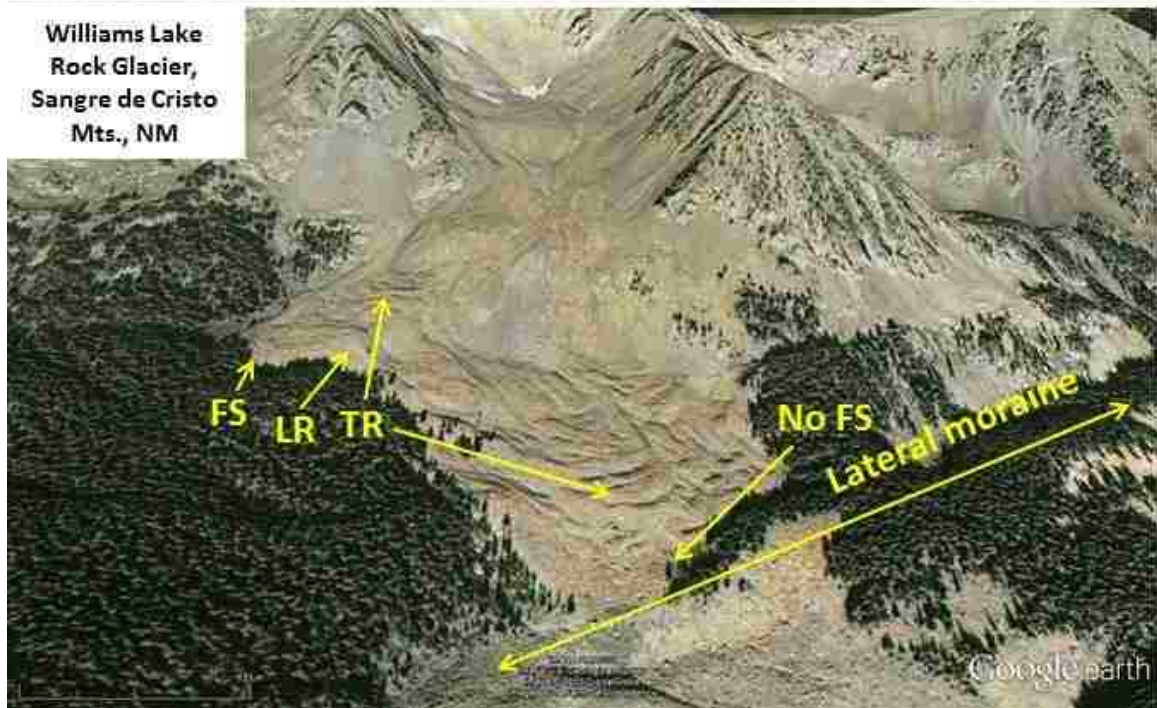 Williams Lake
Rock Glacier,
Sangre de Cristo
Mts., NM
FS
LR
TR
No FS
Lateral moraine
Google earth